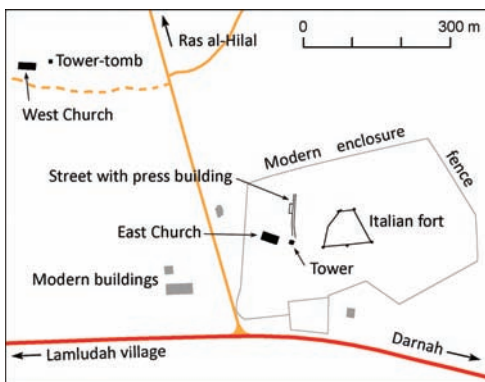 Ras al-Hilal
0 300 m
Tower-tomb
West Church
Modern enclosure
fence
Street with press building
Italian fort
East Church
Tower
Modern buildings
Lamludah village
Darnah